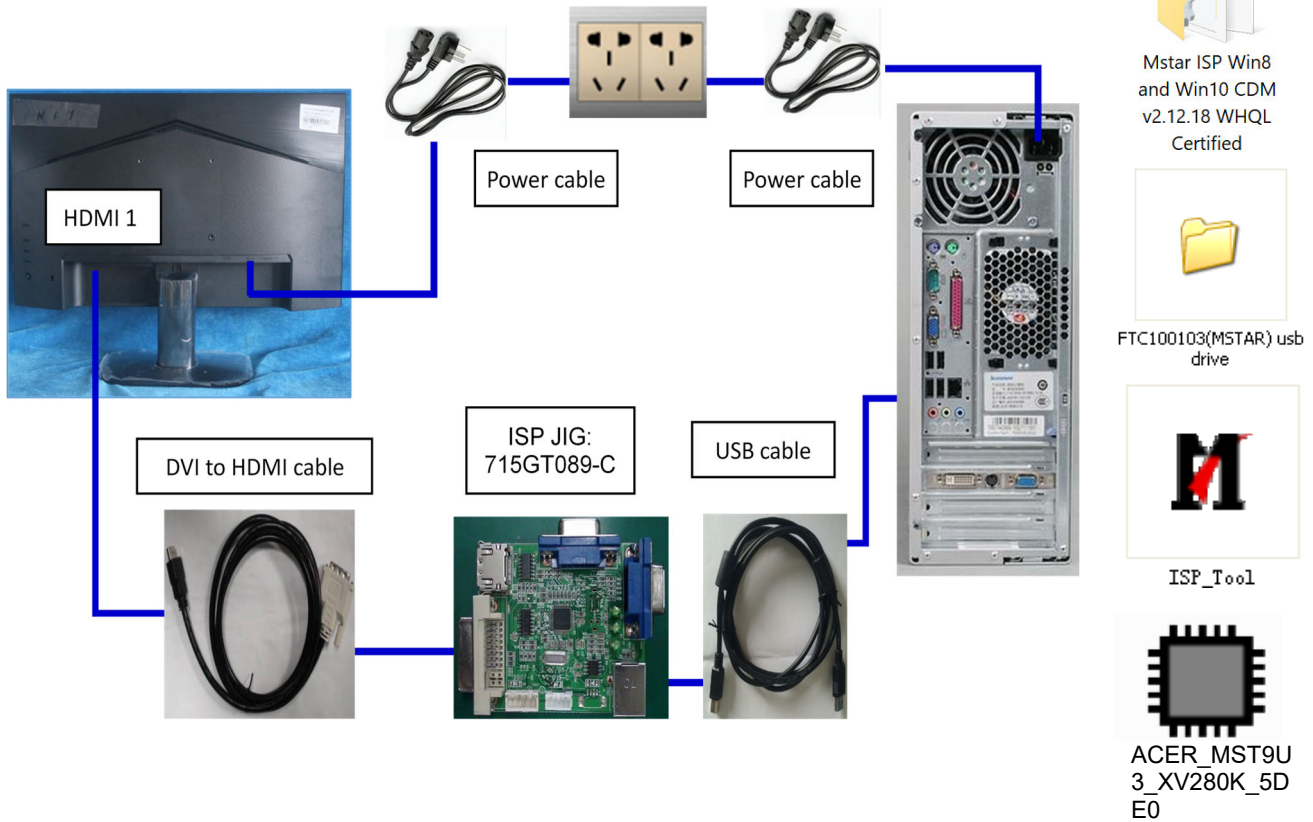 Mstar ISP Win8
and Win10 CDM
v2.12.18 WHQL
Certified
Power cable
Power cable
HDMI 1
FTC100103(MSTAR) usb
drive
ISP JIG:
715GT089-C
USB cable
DVI to HDMI cable
ISP_Tool
ACER_MST9U
3_XV280K_5D
E0